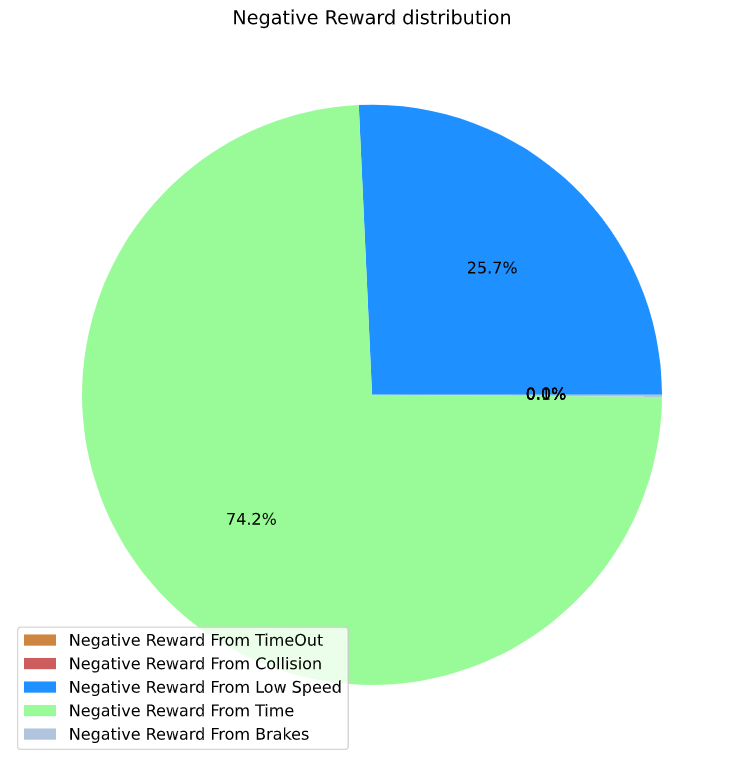 Negative Reward distribution
25.7%
74.2%
Negative Reward From TimeOut
Negative Reward From Collision
Negative Reward From Low Speed
Negative Reward From Time
Negative Reward From Brakes